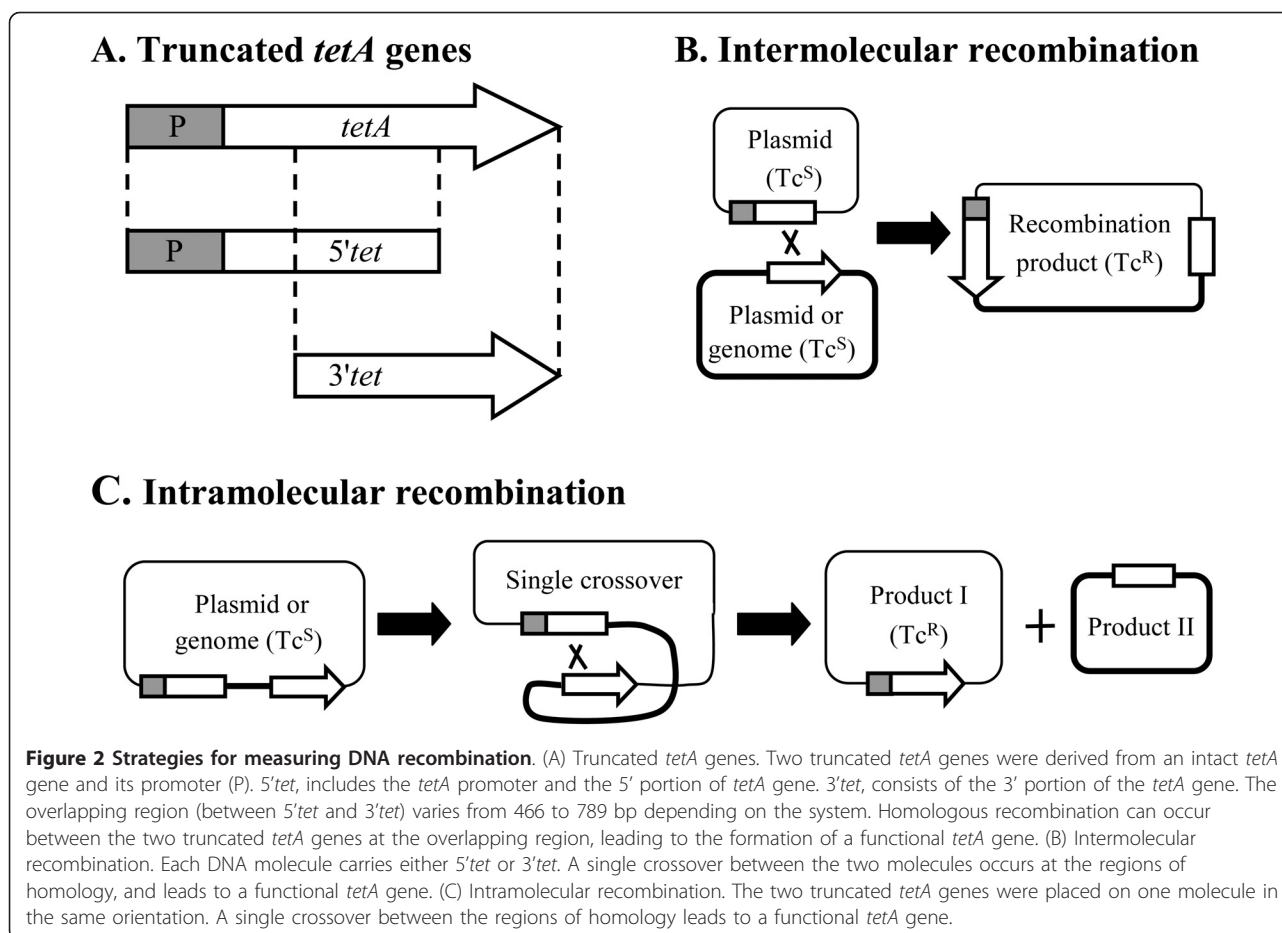 A. Truncated tetA genes
P
tetA
P
5'tet
3'tet
B. Intermolecular recombination
Plasmid
(Tcˢ)
X
Plasmid or
genome (Tcˢ)
Recombination
product (Tcᴿ)
C. Intramolecular recombination
Plasmid or
genome (Tcˢ)
Single crossover
X
Product I
(Tcᴿ)
+
Product II
Figure 2 Strategies for measuring DNA recombination. (A) Truncated tetA genes. Two truncated tetA genes were derived from an intact tetA
gene and its promoter (P). 5'tet, includes the tetA promoter and the 5' portion of tetA gene. 3'tet, consists of the 3' portion of the tetA gene. The
overlapping region (between 5'tet and 3'tet) varies from 466 to 789 bp depending on the system. Homologous recombination can occur
between the two truncated tetA genes at the overlapping region, leading to the formation of a functional tetA gene. (B) Intermolecular
recombination. Each DNA molecule carries either 5'tet or 3'tet. A single crossover between the two molecules occurs at the regions of
homology, and leads to a functional tetA gene. (C) Intramolecular recombination. The two truncated tetA genes were placed on one molecule in
the same orientation. A single crossover between the regions of homology leads to a functional tetA gene.